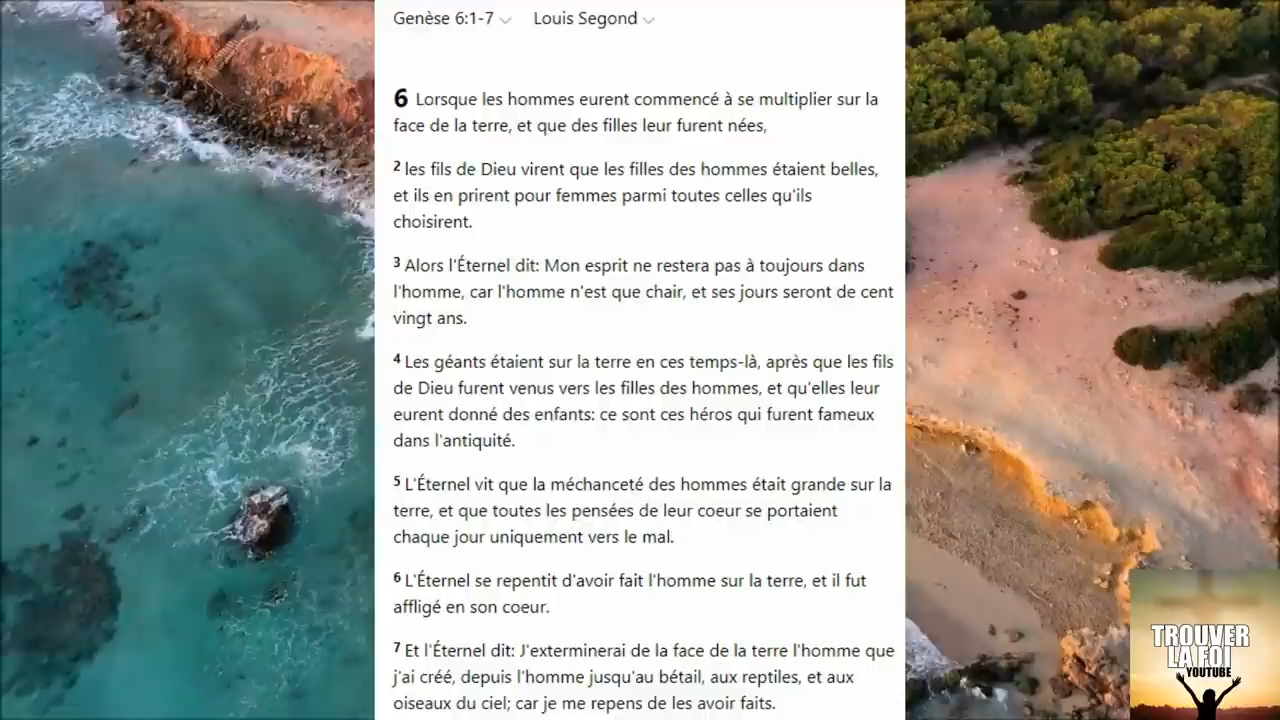 Genèse 6:1-7 Louis Segond
6 Lorsque les hommes eurent commencé à se multiplier sur la
face de la terre, et que des filles leur furent nées,
2 les fils de Dieu virent que les filles des hommes étaient belles,
et ils en prirent pour femmes parmi toutes celles qu'ils
choisirent.
3 Alors l'Éternel dit: Mon esprit ne restera pas à toujours dans
l'homme, car l'homme n'est que chair, et ses jours seront de cent
vingt ans.
4 Les géants étaient sur la terre en ces temps-là, après que les fils
de Dieu furent venus vers les filles des hommes, et qu'elles leur
eurent donné des enfants: ce sont ces héros qui furent fameux
dans l'antiquité.
5 L'Éternel vit que la méchanceté des hommes était grande sur la
terre, et que toutes les pensées de leur coeur se portaient
chaque jour uniquement vers le mal.
6 L'Éternel se repentit d'avoir fait l'homme sur la terre, et il fut
affligé en son coeur.
7 Et l'Éternel dit: J'exterminerai de la face de la terre l'homme que
j'ai créé, depuis l'homme jusqu'au bétail, aux reptiles, et aux
oiseaux du ciel; car je me repens de les avoir faits.
TROUVER
LA FOI
YOUTUBE